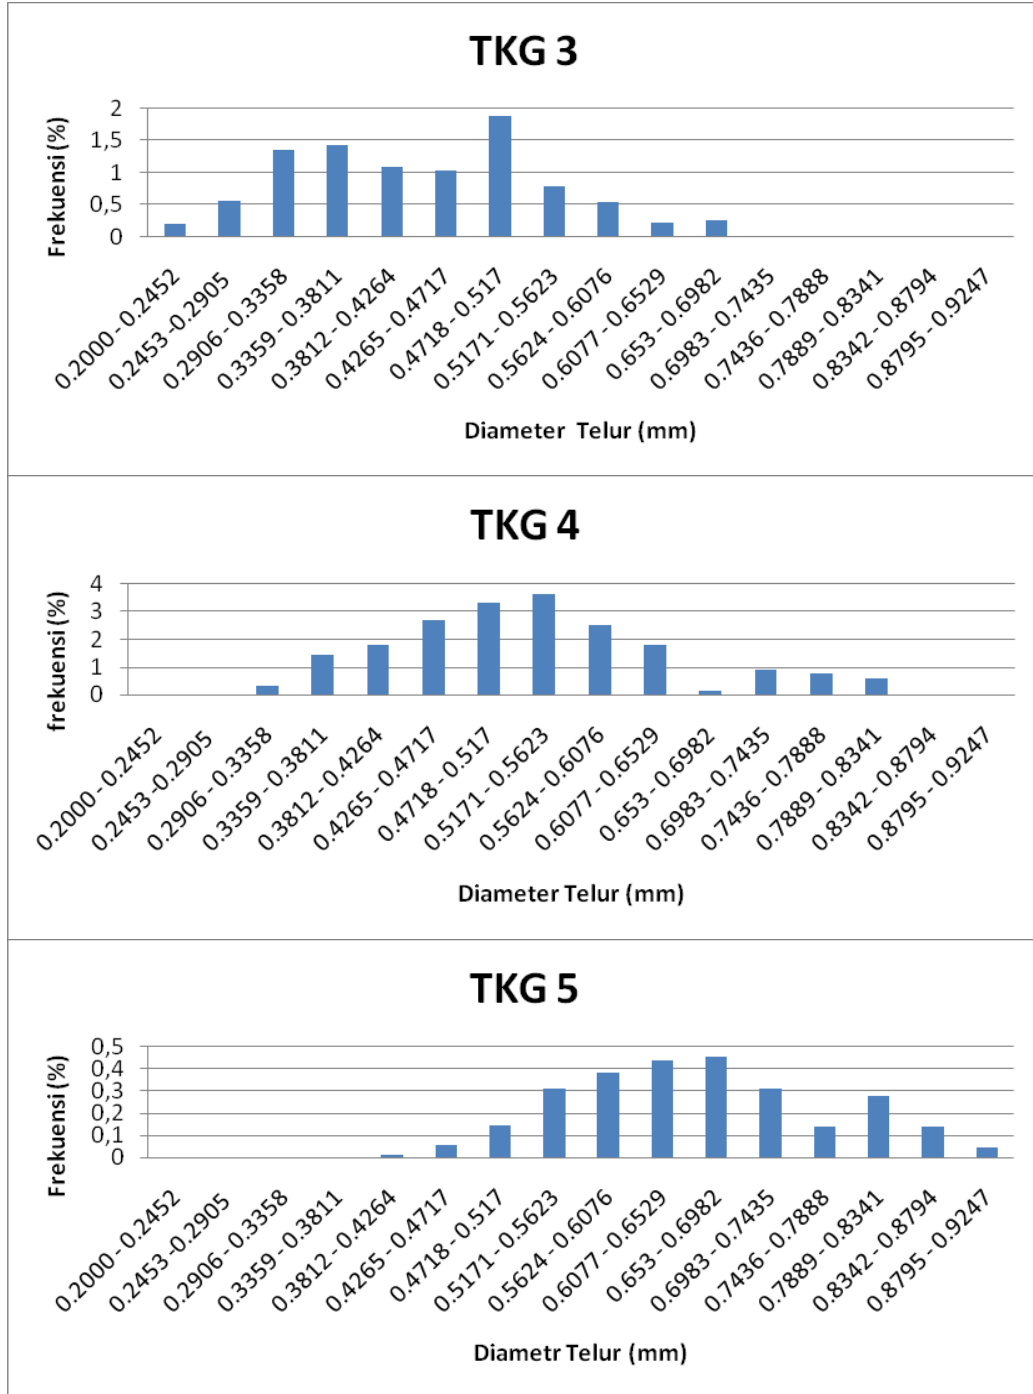 TKG 3
Frekuensi (%)
2
1,5
1
0,5
0
0.2000 - 0.2452
0.2453 -0.2905
0.2906 - 0.3358
0.3359 - 0.3811
0.3812 - 0.4264
0.4265 - 0.4717
0.4718 - 0.517
0.5171 - 0.5623
0.5624 - 0.6076
0.6077 - 0.6529
0.653 - 0.6982
0.6983 - 0.7435
0.7436 - 0.7888
0.7889 - 0.8341
0.8342 - 0.8794
0.8795 - 0.9247
Diameter Telur (mm)
TKG 4
frekuensi (%)
4
3
2
1
0
0.2000 - 0.2452
0.2453 -0.2905
0.2906 - 0.3358
0.3359 - 0.3811
0.3812 - 0.4264
0.4265 - 0.4717
0.4718 - 0.517
0.5171 - 0.5623
0.5624 - 0.6076
0.6077 - 0.6529
0.653 - 0.6982
0.6983 - 0.7435
0.7436 - 0.7888
0.7889 - 0.8341
0.8342 - 0.8794
0.8795 - 0.9247
Diameter Telur (mm)
TKG 5
Frekuensi (%)
0,5
0,4
0,3
0,2
0,1
0
0.2000 - 0.2452
0.2453 -0.2905
0.2906 - 0.3358
0.3359 - 0.3811
0.3812 - 0.4264
0.4265 - 0.4717
0.4718 - 0.517
0.5171 - 0.5623
0.5624 - 0.6076
0.6077 - 0.6529
0.653 - 0.6982
0.6983 - 0.7435
0.7436 - 0.7888
0.7889 - 0.8341
0.8342 - 0.8794
0.8795 - 0.9247
Diametr Telur (mm)